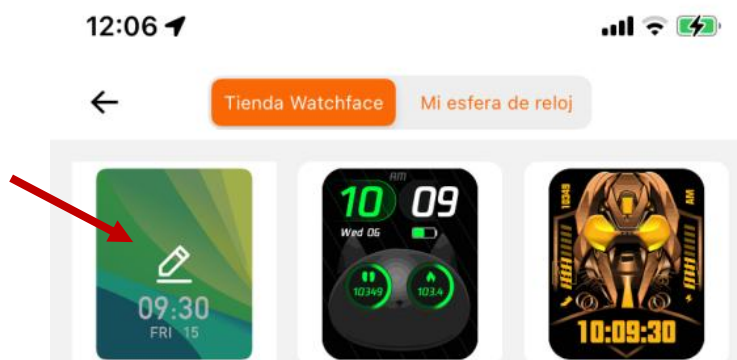 12:06
Tienda Watchface
Mi esfera de reloj
09:30
FRI 15
AM
10 09
Wed 06
10349
103.4
10349
AM
10:09:30